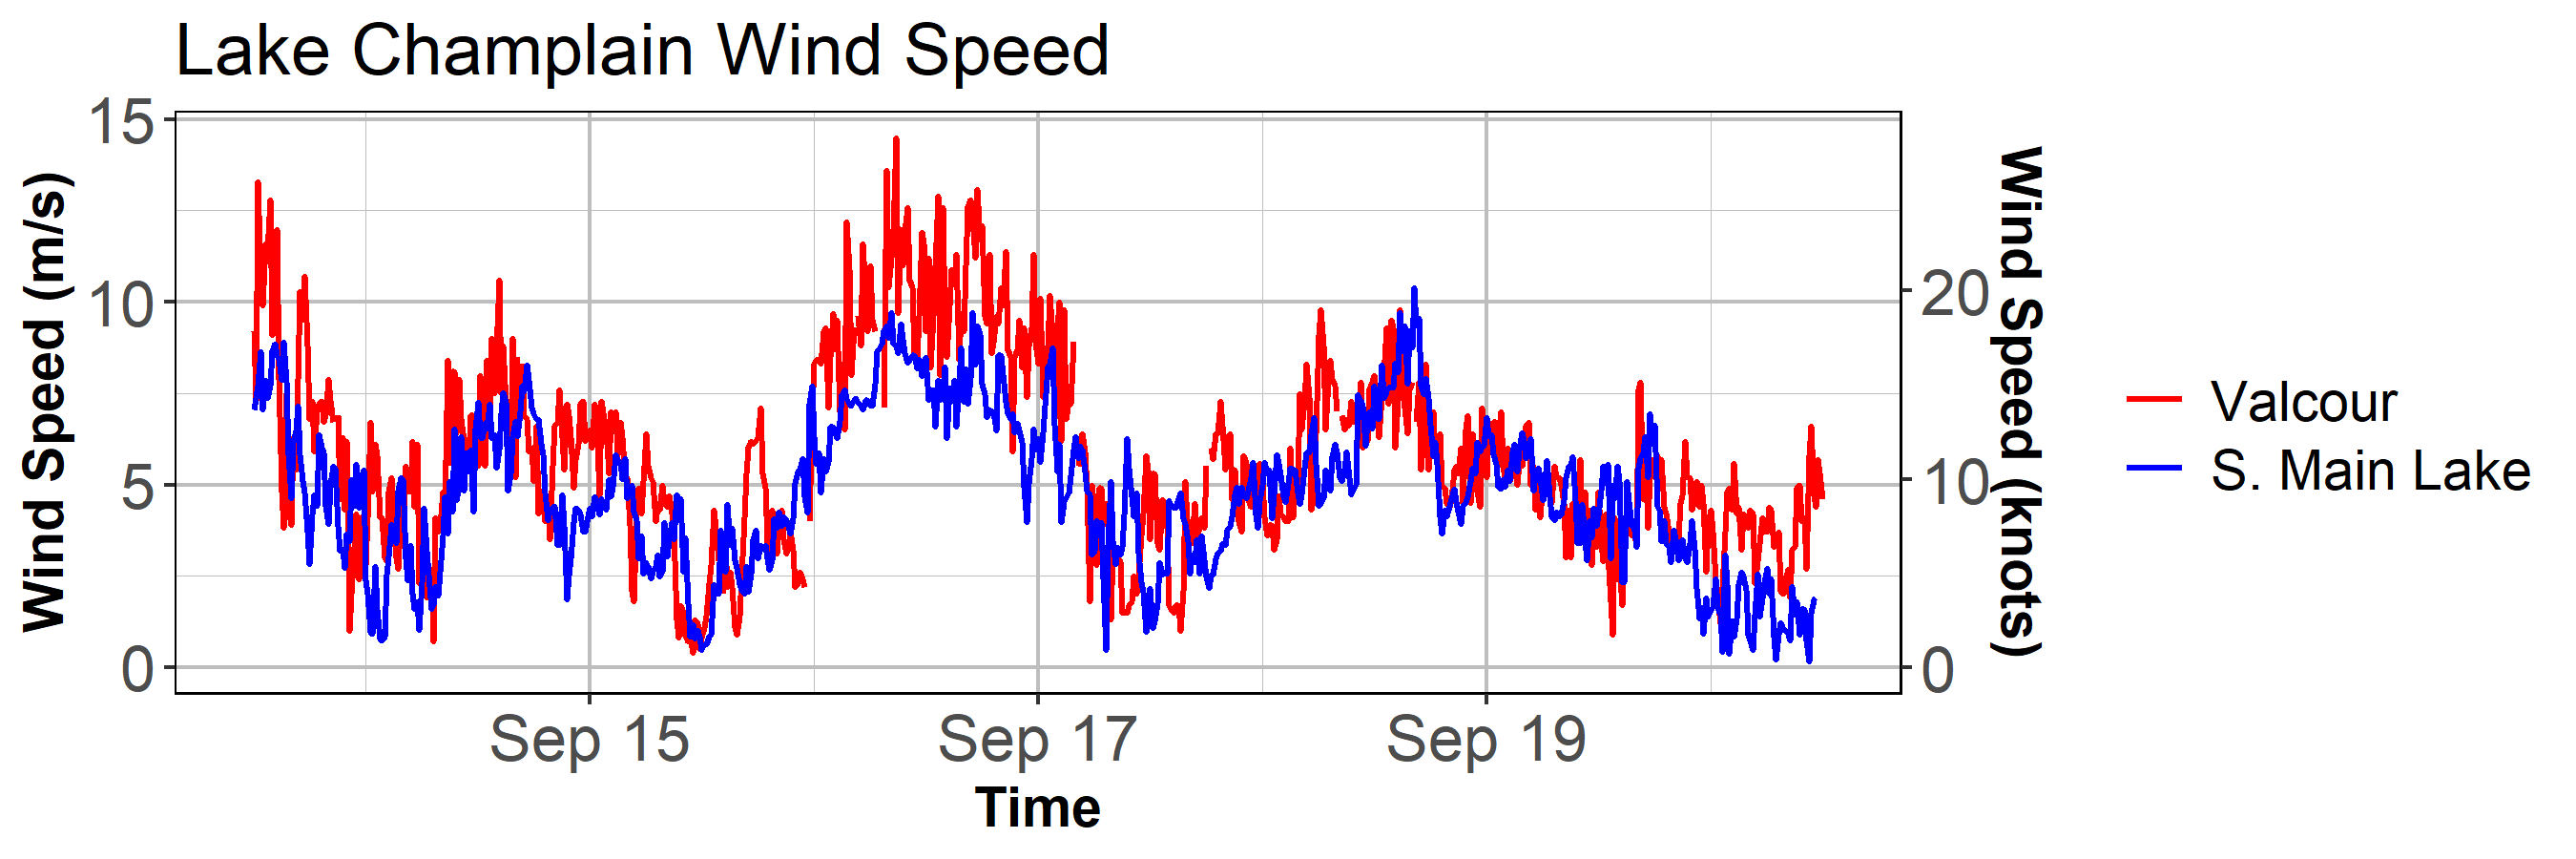 Lake Champlain Wind Speed
Wind Speed (m/s)
15
10
5
0
Sep 15
Sep 17
Sep 19
Time
20
10
0
Wind Speed (knots)
Valcour
S. Main Lake